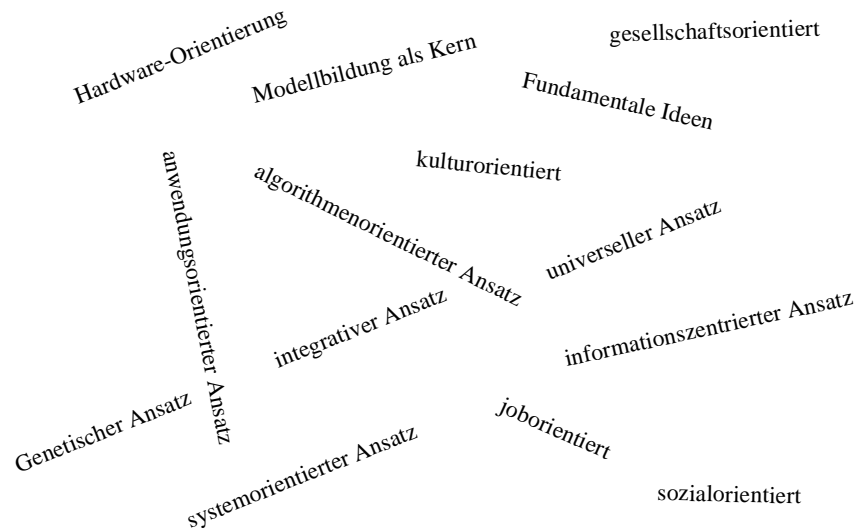 Hardware-Orientierung
Modellbildung als Kern
gesellschaftsorientiert
Fundamentale Ideen
kulturorientiert
anwendungsorientierter Ansatz
algorithmenorientierter Ansatz
universeller Ansatz
integrativer Ansatz
informationszentrierter Ansatz
Genetischer Ansatz
joborientiert
systemorientierter Ansatz
sozialorientiert